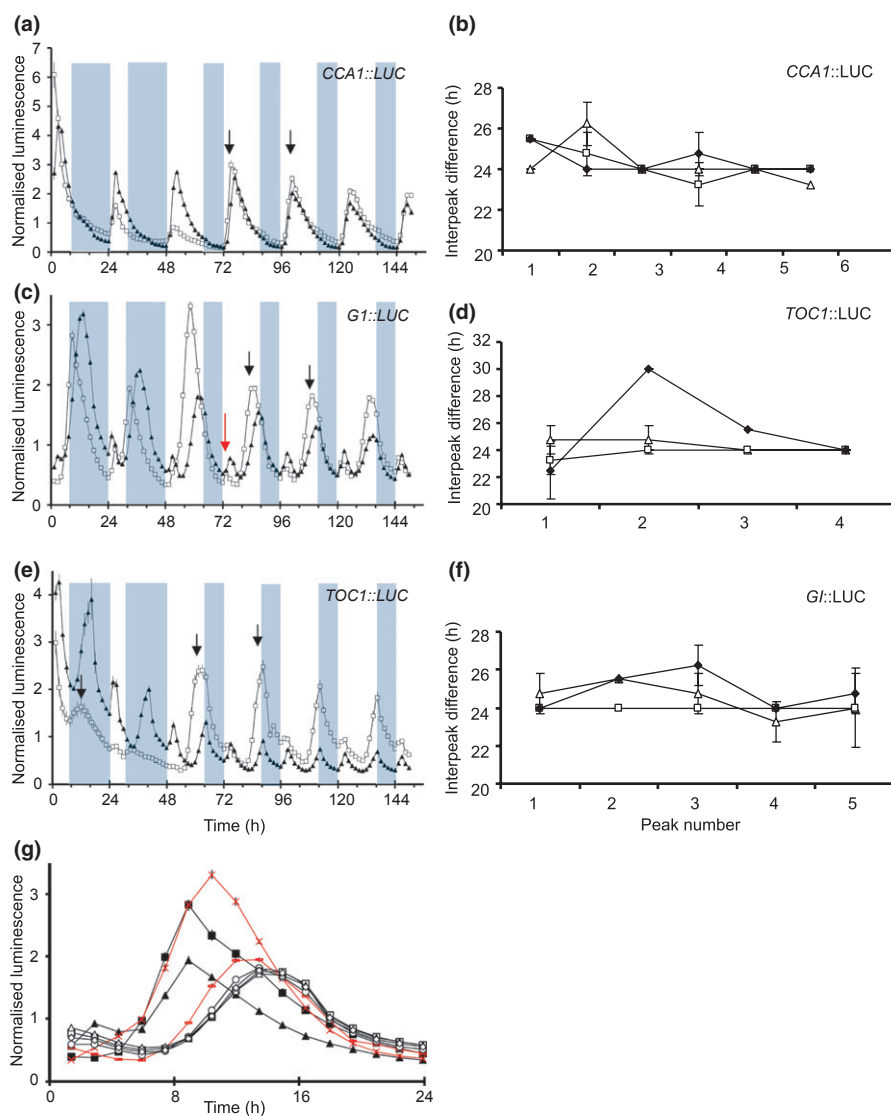 (a)
CCA1::LUC
Normalised luminescence
7
6
5
4
3
2
1
0
0 24 48 72 96 120 144
(b)
CCA1::LUC
Interpeak difference (h)
28
26
24
22
20
1 2 3 4 5 6
(c)
G1::LUC
Normalised luminescence
3
2
1
0
0 24 48 72 96 120 144
(d)
TOC1::LUC
Interpeak difference (h)
32
30
28
26
24
22
20
1 2 3 4
(e)
TOC1::LUC
Normalised luminescence
4
3
2
1
0
0 24 48 72 96 120 144
Time (h)
(f)
GI::LUC
Interpeak difference (h)
28
26
24
22
20
1 2 3 4 5
Peak number
(g)
Normalised luminescence
3
2
1
0
0 8 16 24
Time (h)